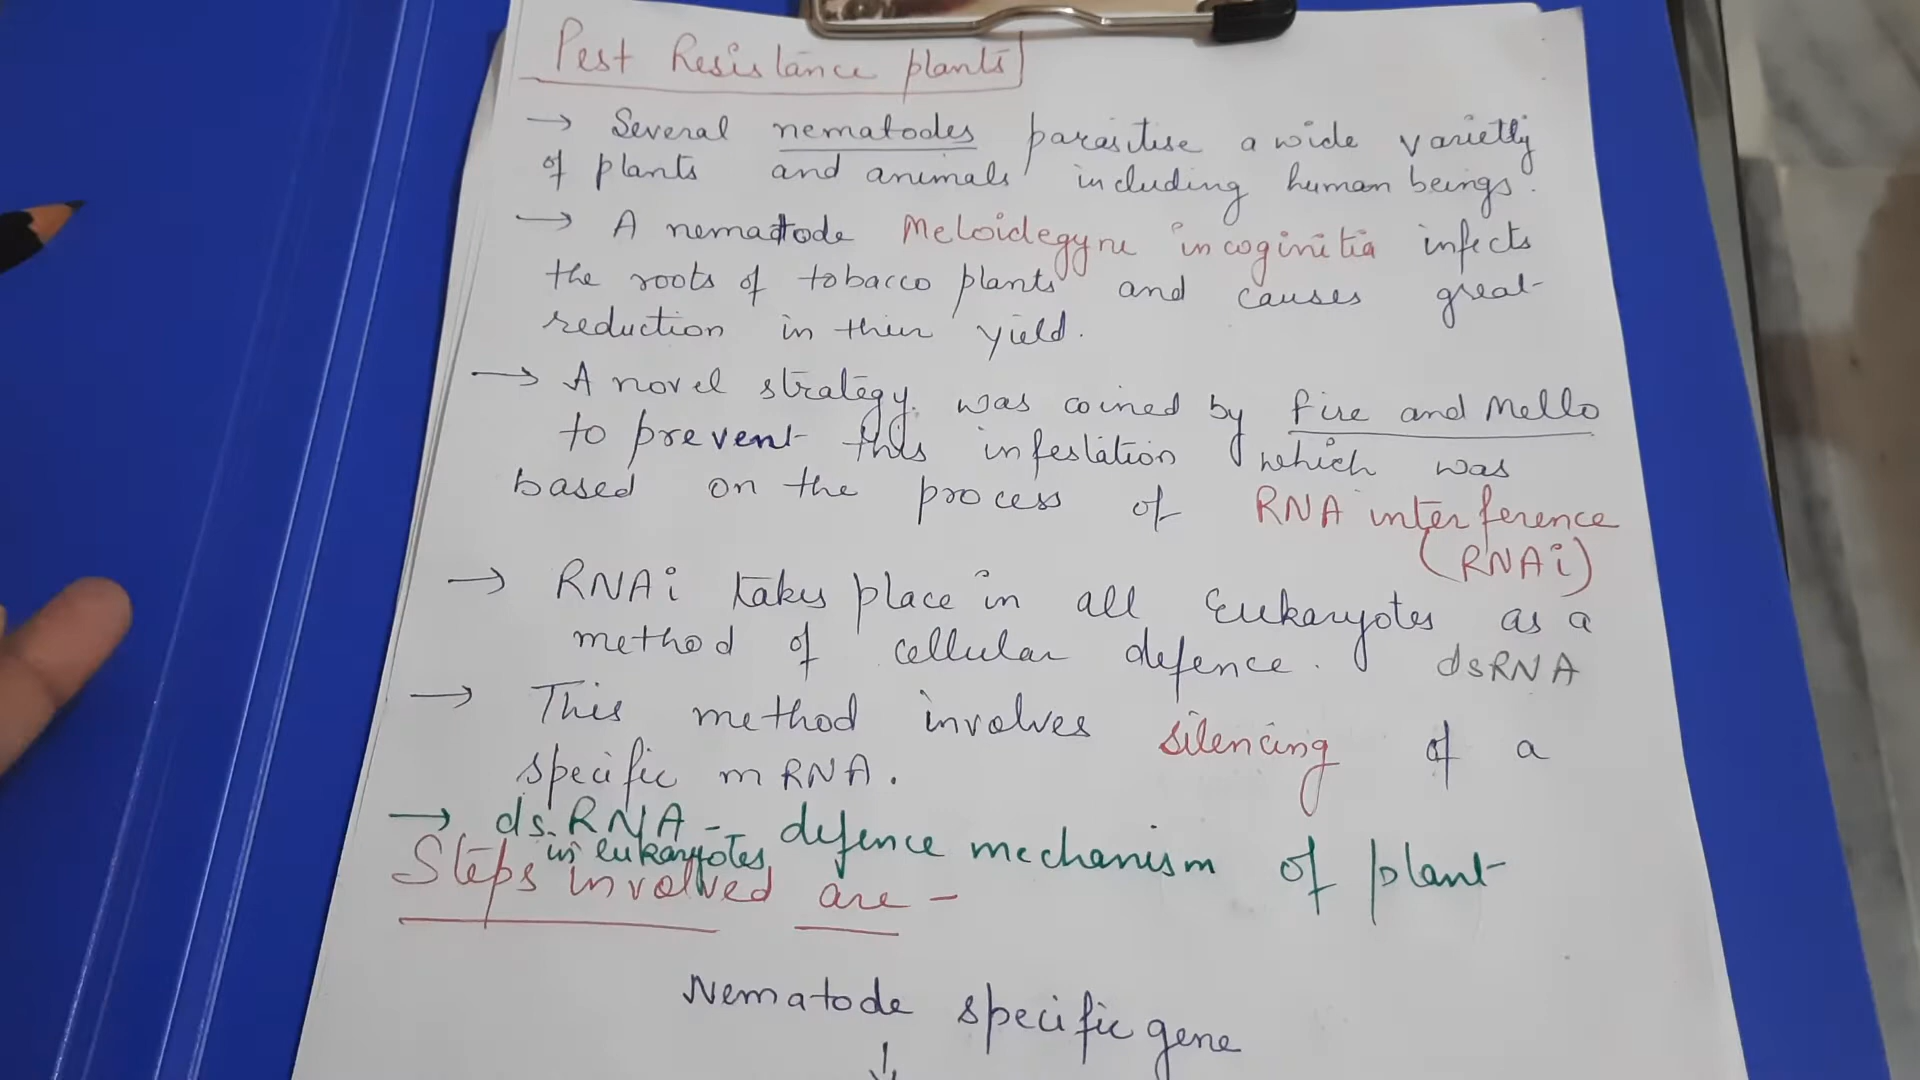 Pest Resistance plants
→ Several nematodes parasitise a wide varietly
of plants and animals including human beings.
→ A nematode Meloidegyne incoginitia infects
the roots of tobacco plants and causes great
reduction in their yield.
→ A novel strategy was coined by fire and Mello
to prevent this infestation which was
based on the process of RNA interference
(RNAi)
→ RNAi takes place in all Eukaryotes as a
method of cellular defence. dsRNA
→ This method involves silencing of a
specific mRNA.
→ ds.RNA - defence mechanism of plant
in eukaryotes
Steps involved are -
Nematode specific gene
↓